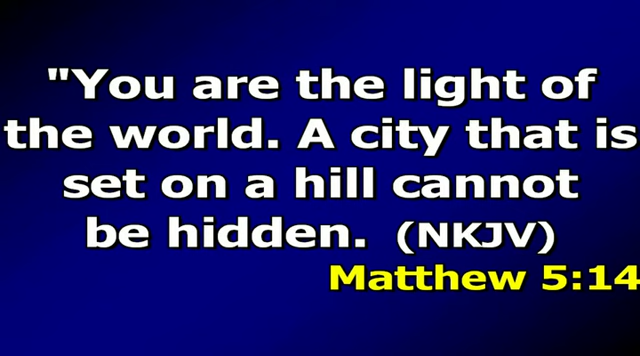 "You are the light of
the world. A city that is
set on a hill cannot
be hidden. (NKJV)
Matthew 5:14